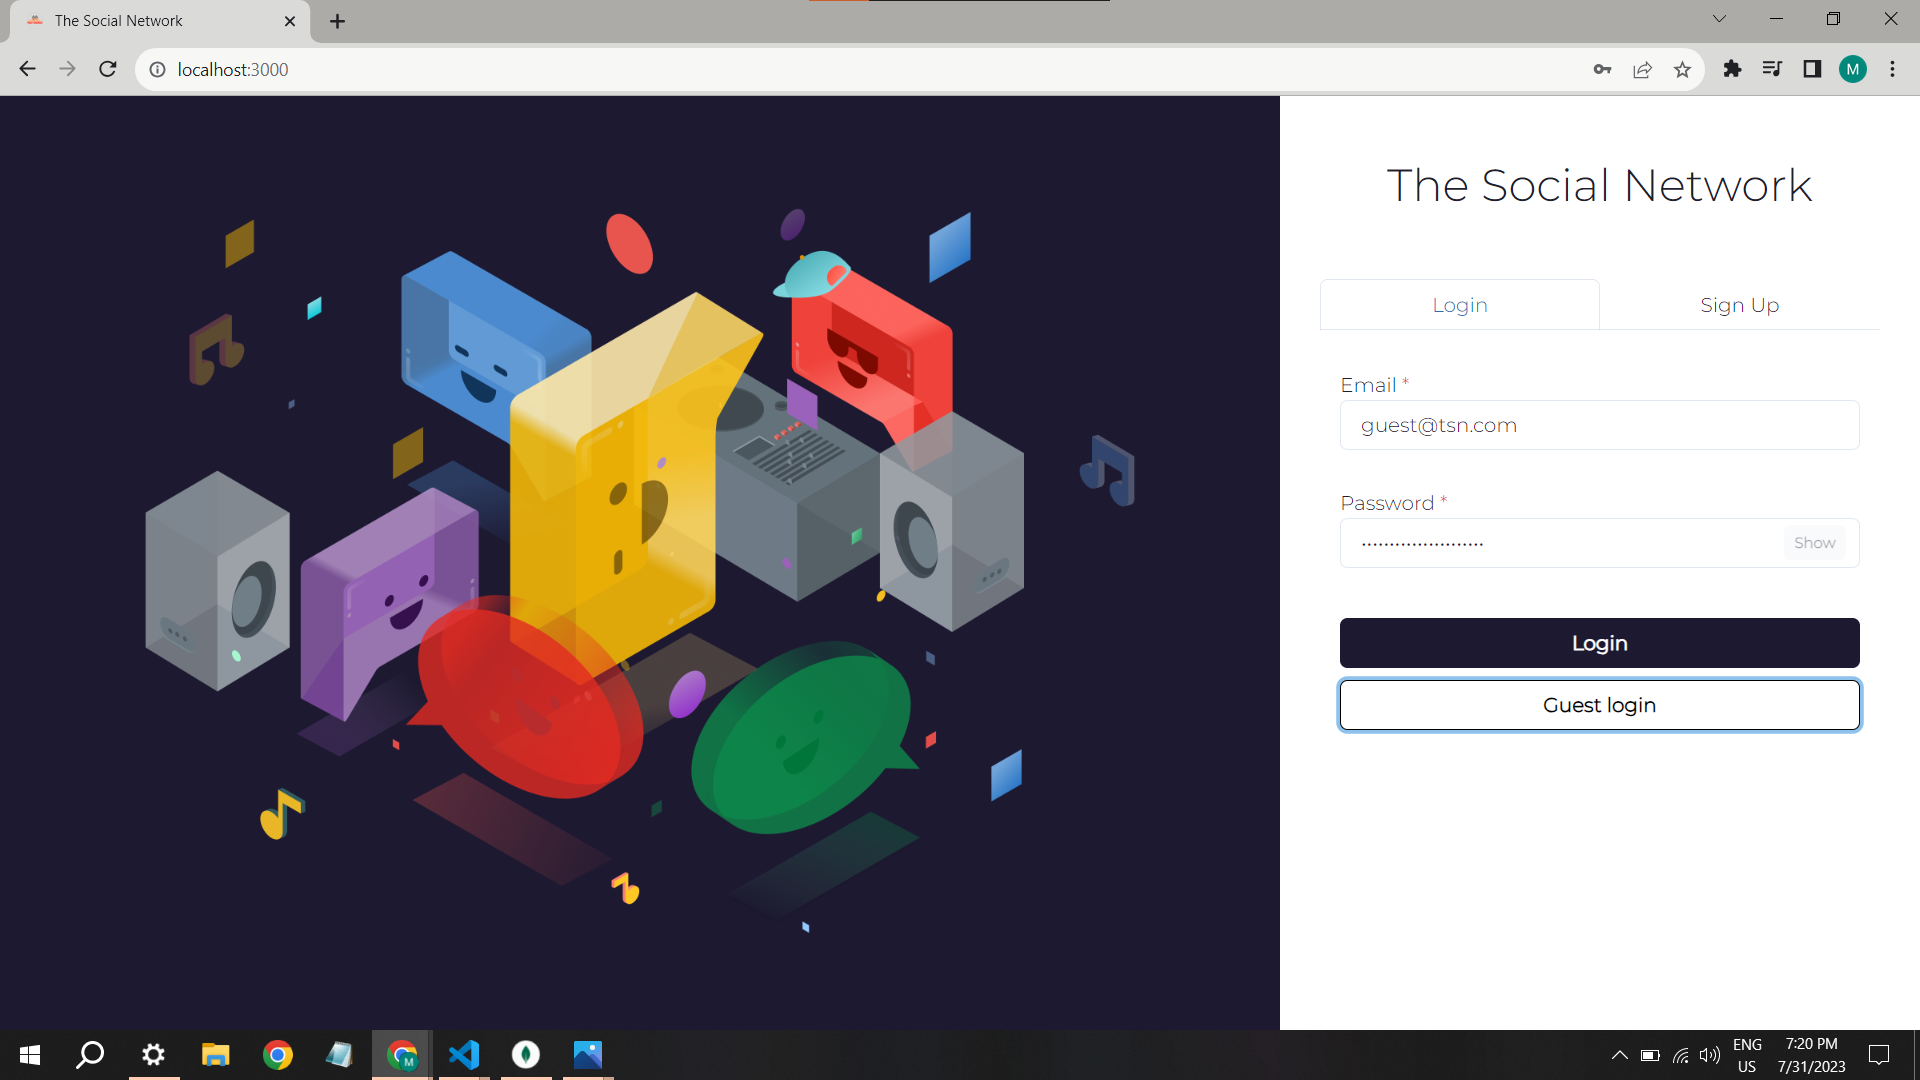 The Social Network
localhost:3000
M
The Social Network
Login
Sign Up
Email *
guest@tsn.com
Password *
•••••••••••••••••••••
Show
Login
Guest login
M
ENG
US
7:20 PM
7/31/2023